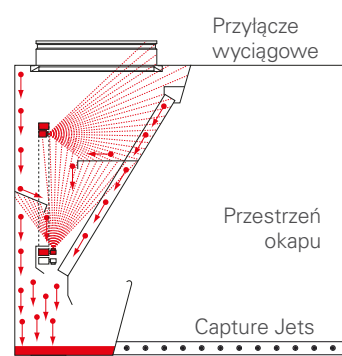 Przyłącze
wyciągowe
Przestrzeń
okapu
Capture Jets